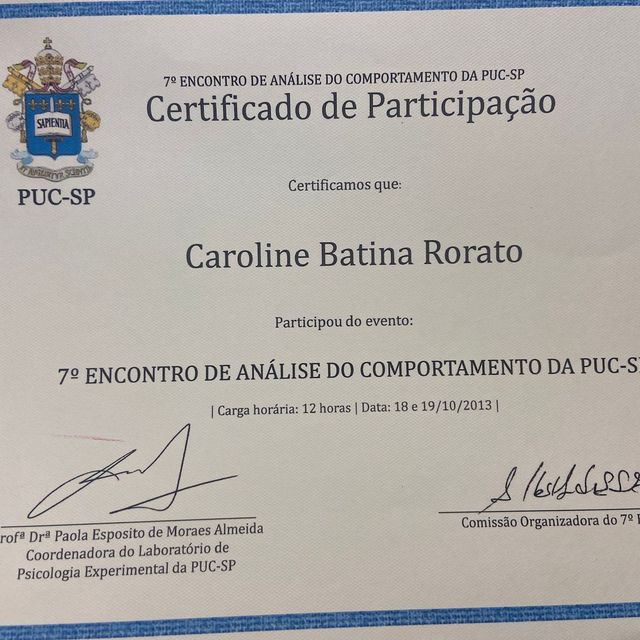 7º ENCONTRO DE ANÁLISE DO COMPORTAMENTO DA PUC-SP
Certificado de Participação
SAPIENTIA
PUC-SP
Certificamos que:
Caroline Batina Rorato
Participou do evento:
7º ENCONTRO DE ANÁLISE DO COMPORTAMENTO DA PUC-S
| Carga horária: 12 horas | Data: 18 e 19/10/2013 |
rofª Drª Paola Esposito de Moraes Almeida
Coordenadora do Laboratório de
Psicologia Experimental da PUC-SP
Comissão Organizadora do 7º